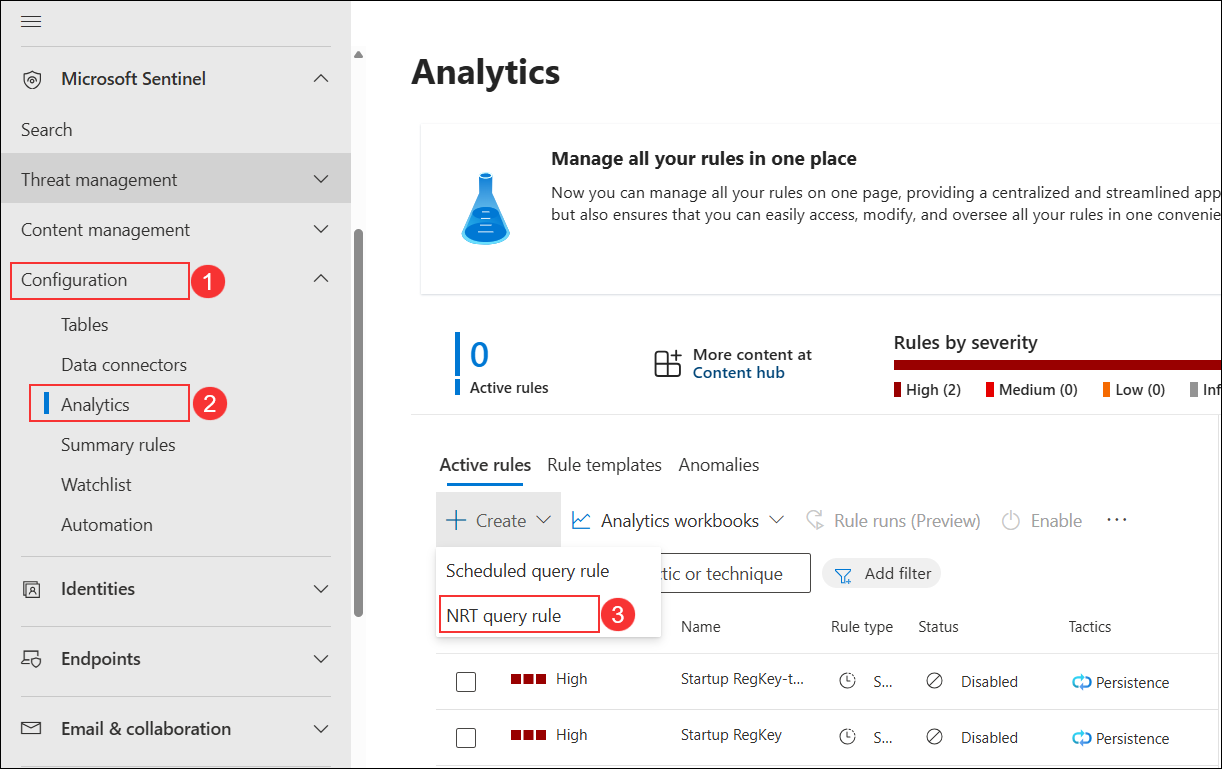 Microsoft Sentinel
Search
Threat management
Content management
Configuration 1
Tables
Data connectors
Analytics 2
Summary rules
Watchlist
Automation
Identities
Endpoints
Email & collaboration
Analytics
Manage all your rules in one place
Now you can manage all your rules on one page, providing a centralized and streamlined app
but also ensures that you can easily access, modify, and oversee all your rules in one convenie
0
Active rules
More content at
Content hub
Rules by severity
High (2) Medium (0) Low (0) Inf
Active rules Rule templates Anomalies
Create Analytics workbooks Rule runs (Preview) Enable ...
Scheduled query rule
tic or technique Add filter
NRT query rule 3
Name Rule type Status Tactics
High Startup RegKey-t... S... Disabled Persistence
High Startup RegKey S... Disabled Persistence